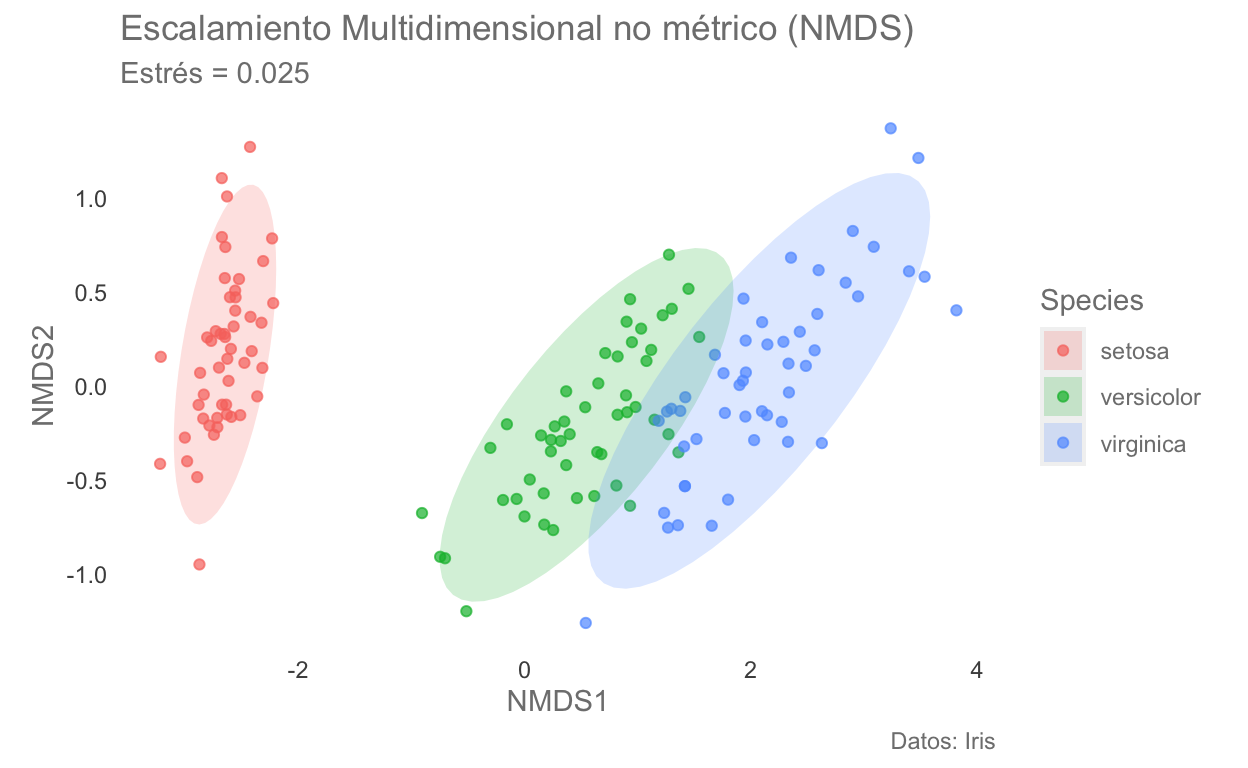 Escalamiento Multidimensional no métrico (NMDS)
Estrés = 0.025
NMDS2
1.0
0.5
0.0
-0.5
-1.0
-2
0
2
4
NMDS1
Species
setosa
versicolor
virginica
Datos: Iris